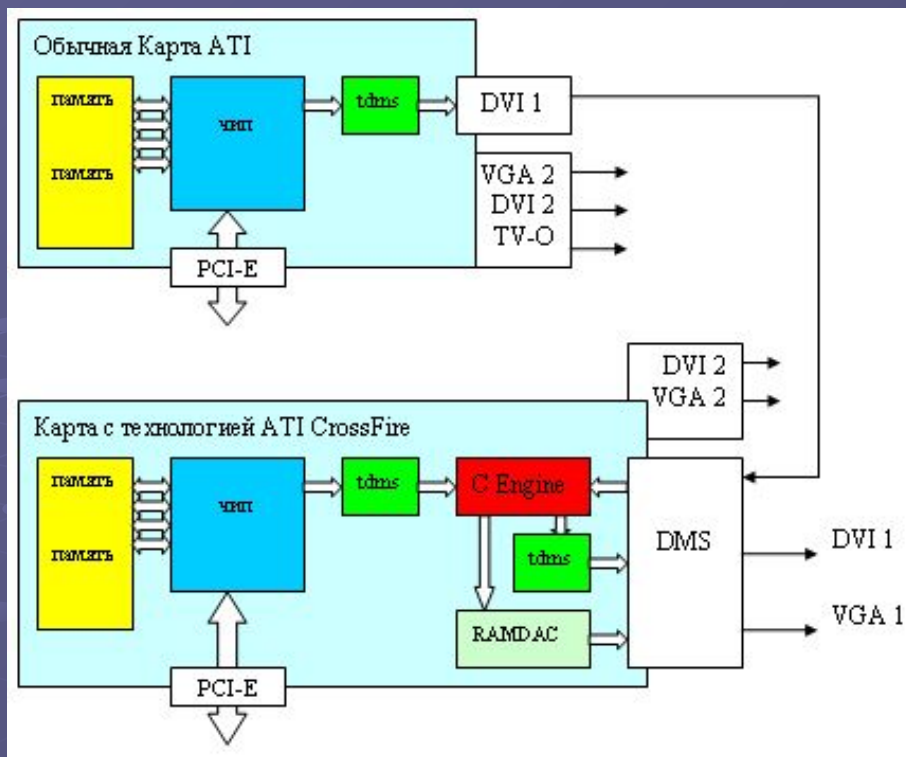 Обычная Карта ATI
память
память
чип
tdms
DVI 1
VGA 2
DVI 2
TV-O
PCI-E
DVI 2
VGA 2
Карта с технологией ATI CrossFire
память
память
чип
tdms
C Engine
tdms
RAMDAC
DMS
DVI 1
VGA 1
PCI-E